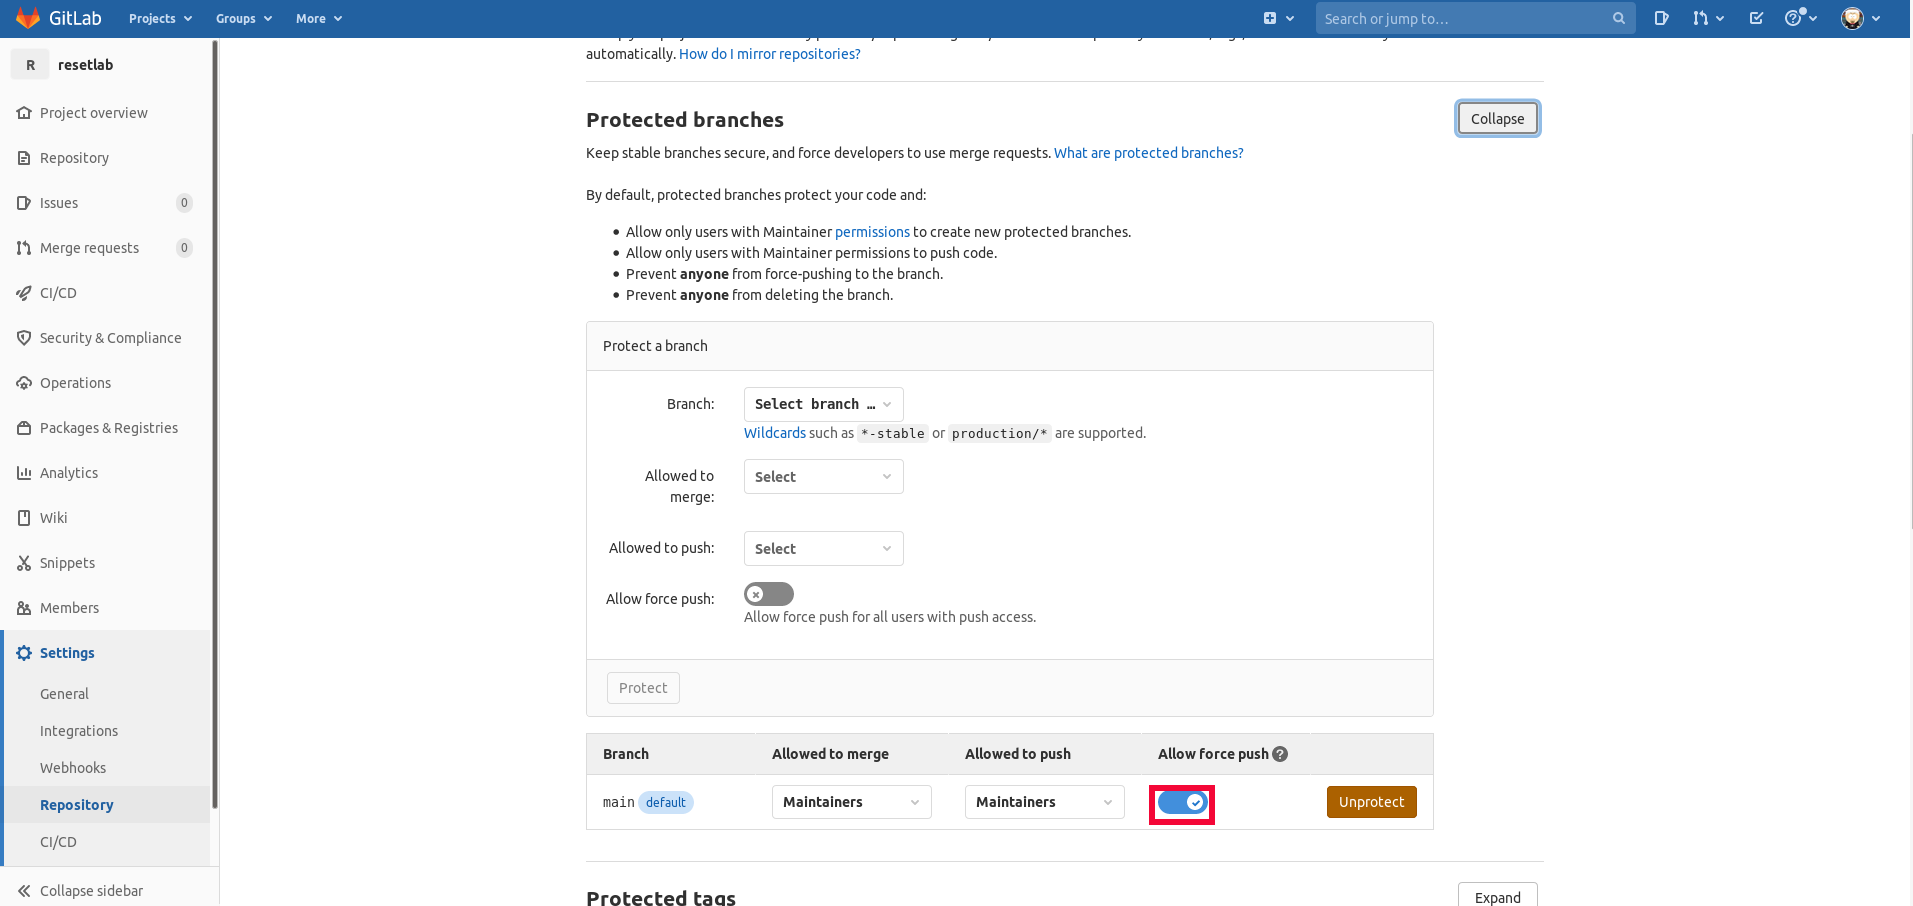 GitLab Projects Groups More Search or jump to...
R resetlab
Project overview
Repository
Issues 0
Merge requests 0
CI/CD
Security & Compliance
Operations
Packages & Registries
Analytics
Wiki
Snippets
Members
Settings
General
Integrations
Webhooks
Repository
CI/CD
Collapse sidebar
automatically. How do I mirror repositories?
Protected branches Collapse
Keep stable branches secure, and force developers to use merge requests. What are protected branches?
By default, protected branches protect your code and:
• Allow only users with Maintainer permissions to create new protected branches.
• Allow only users with Maintainer permissions to push code.
• Prevent anyone from force-pushing to the branch.
• Prevent anyone from deleting the branch.
Protect a branch
Branch: Select branch …
Wildcards such as *-stable or production/* are supported.
Allowed to Select
merge:
Allowed to push: Select
Allow force push:
Allow force push for all users with push access.
Protect
Branch Allowed to merge Allowed to push Allow force push ?
main default Maintainers Maintainers Unprotect
Protected tags Expand